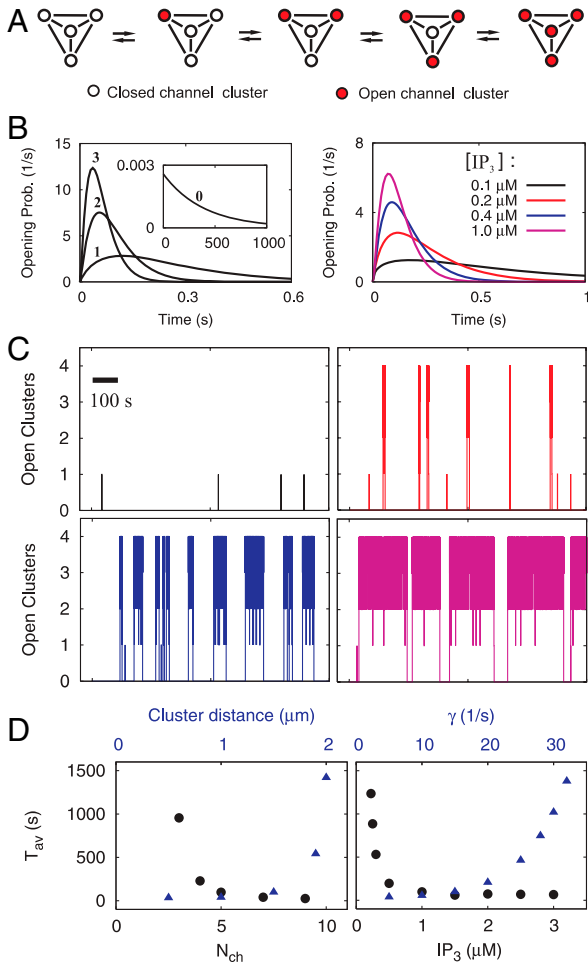 A
Closed channel cluster
Open channel cluster
B
Opening Prob. (1/s)
15
10
5
0
3
2
1
0.003
0
0
0
1000
0
0.3
0.6
Time (s)
Opening Prob. (1/s)
8
4
0
[IP3] :
0.1 μM
0.2 μM
0.4 μM
1.0 μM
0
0.5
1
Time (s)
C
Open Clusters
4
3
2
1
0
100 s
Open Clusters
4
3
2
1
0
D
Cluster distance (μm)
0
1
2
γ (1/s)
0
10
20
30
Tav (s)
1500
1000
500
0
0
5
10
Nch
0
1
2
3
IP3 (μM)